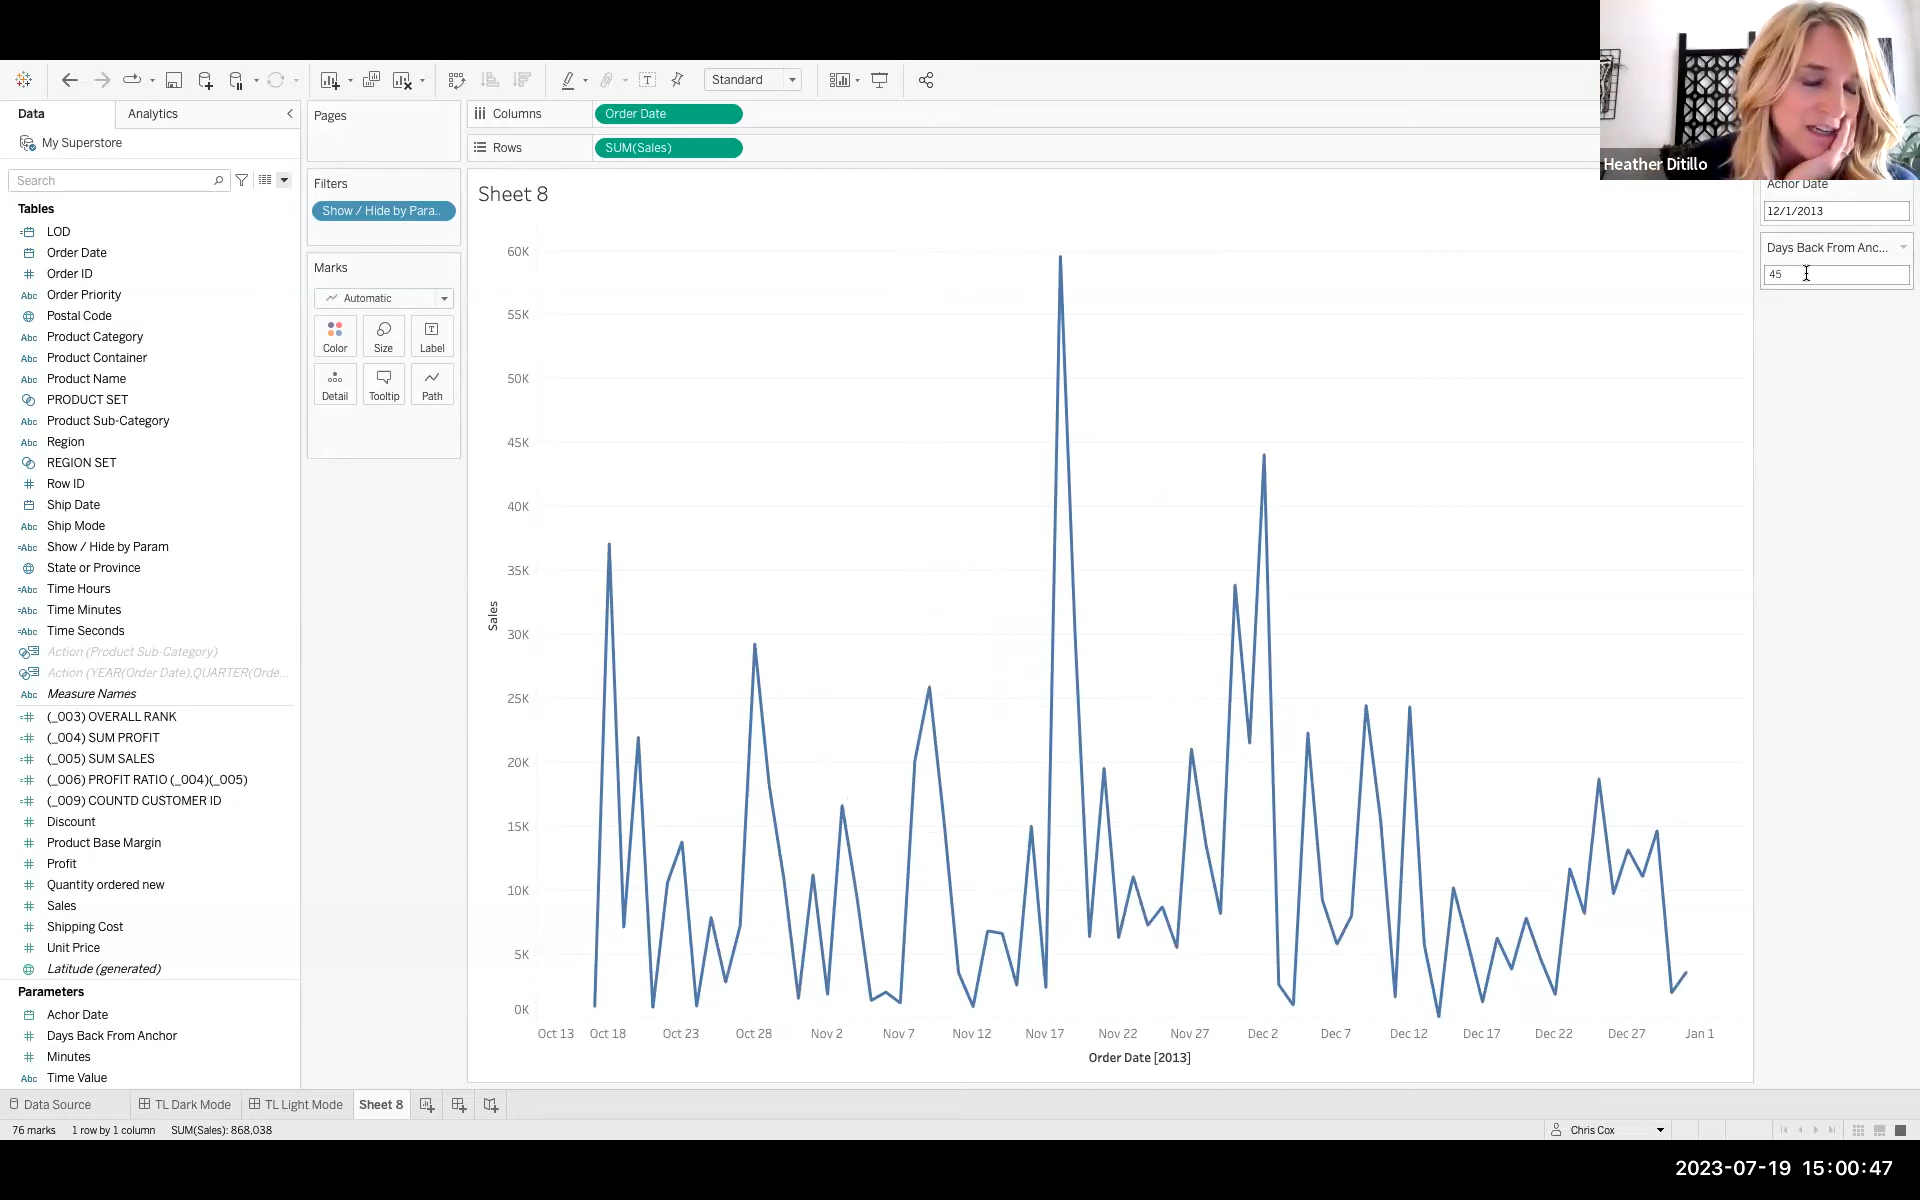 Heather Ditillo
Standard
Data
Analytics
Pages
Columns
Order Date
My Superstore
Rows
SUM(Sales)
Search
Filters
Show / Hide by Para..
Sheet 8
Achor Date
12/1/2013
Days Back From Anc...
45
Tables
LOD
Order Date
Order ID
Order Priority
Postal Code
Product Category
Product Container
Product Name
PRODUCT SET
Product Sub-Category
Region
REGION SET
Row ID
Ship Date
Ship Mode
Show / Hide by Param
State or Province
Time Hours
Time Minutes
Time Seconds
Action (Product Sub-Category)
Action (YEAR(Order Date),QUARTER(Orde...
Measure Names
(_003) OVERALL RANK
(_004) SUM PROFIT
(_005) SUM SALES
(_006) PROFIT RATIO (_004)(_005)
(_009) COUNTD CUSTOMER ID
Discount
Product Base Margin
Profit
Quantity ordered new
Sales
Shipping Cost
Unit Price
Latitude (generated)
Parameters
Achor Date
Days Back From Anchor
Minutes
Time Value
Marks
Automatic
Color
Size
Label
Detail
Tooltip
Path
60K
55K
50K
45K
40K
35K
30K
25K
20K
15K
10K
5K
0K
Sales
Oct 13 Oct 18 Oct 23 Oct 28 Nov 2 Nov 7 Nov 12 Nov 17 Nov 22 Nov 27 Dec 2 Dec 7 Dec 12 Dec 17 Dec 22 Dec 27 Jan 1
Order Date [2013]
Data Source
TL Dark Mode
TL Light Mode
Sheet 8
76 marks
1 row by 1 column
SUM(Sales): 868,038
Chris Cox
2023-07-19 15:00:47